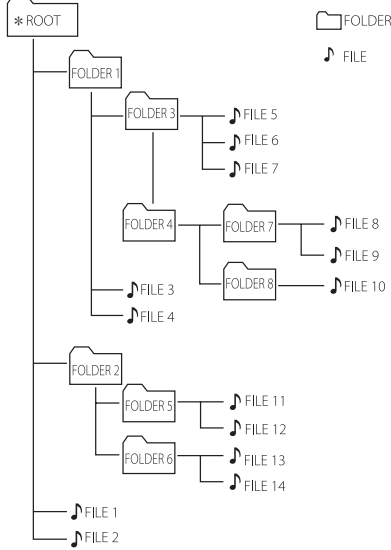 * ROOT
FOLDER
FILE
FOLDER 1
FOLDER 3
FILE 5
FILE 6
FILE 7
FOLDER 4
FOLDER 7
FILE 8
FILE 9
FOLDER 8
FILE 10
FILE 3
FILE 4
FOLDER 2
FOLDER 5
FILE 11
FILE 12
FOLDER 6
FILE 13
FILE 14
FILE 1
FILE 2